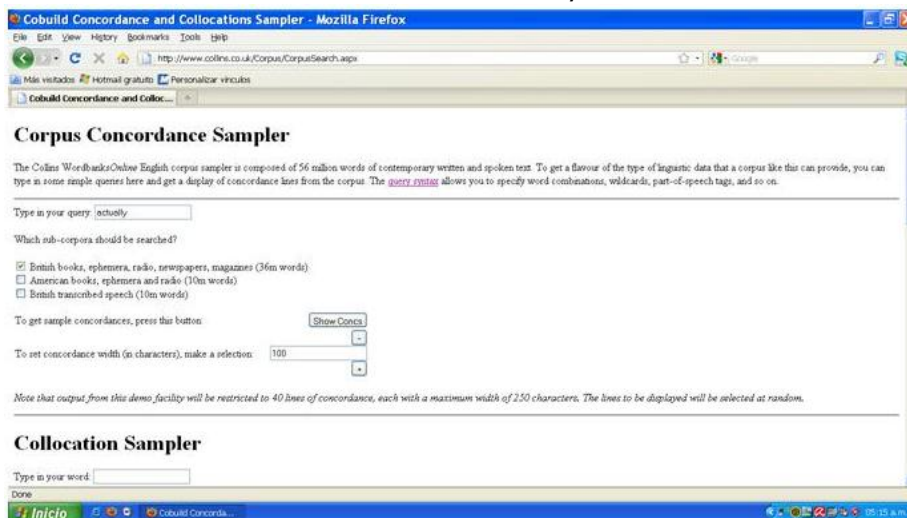 Cobuild Concordance and Collocations Sampler - Mozilla Firefox
File Edit View History Bookmarks Tools Help
http://www.collins.co.uk/Corpus/CorpusSearch.aspx
Google
Más visitados Hotmail gratuito Personalizar vínculos
Cobuild Concordance and Colloc...
Corpus Concordance Sampler
The Collins WordbanksOnline English corpus sampler is composed of 56 million words of contemporary written and spoken text. To get a flavour of the type of linguistic data that a corpus like this can provide, you can
type in some simple queries here and get a display of concordance lines from the corpus. The query syntax allows you to specify word combinations, wildcards, part-of-speech tags, and so on.
Type in your query: actually
Which sub-corpora should be searched?
British books, ephemera, radio, newspapers, magazines (36m words)
American books, ephemera and radio (10m words)
British transcribed speech (10m words)
To get sample concordances, press this button: Show Concs
-
To set concordance width (in characters), make a selection: 100
+
Note that output from this demo facility will be restricted to 40 lines of concordance, each with a maximum width of 250 characters. The lines to be displayed will be selected at random.
Collocation Sampler
Type in your word:
Done
Inicio Cobuild Concorda... 05:15 a.m.